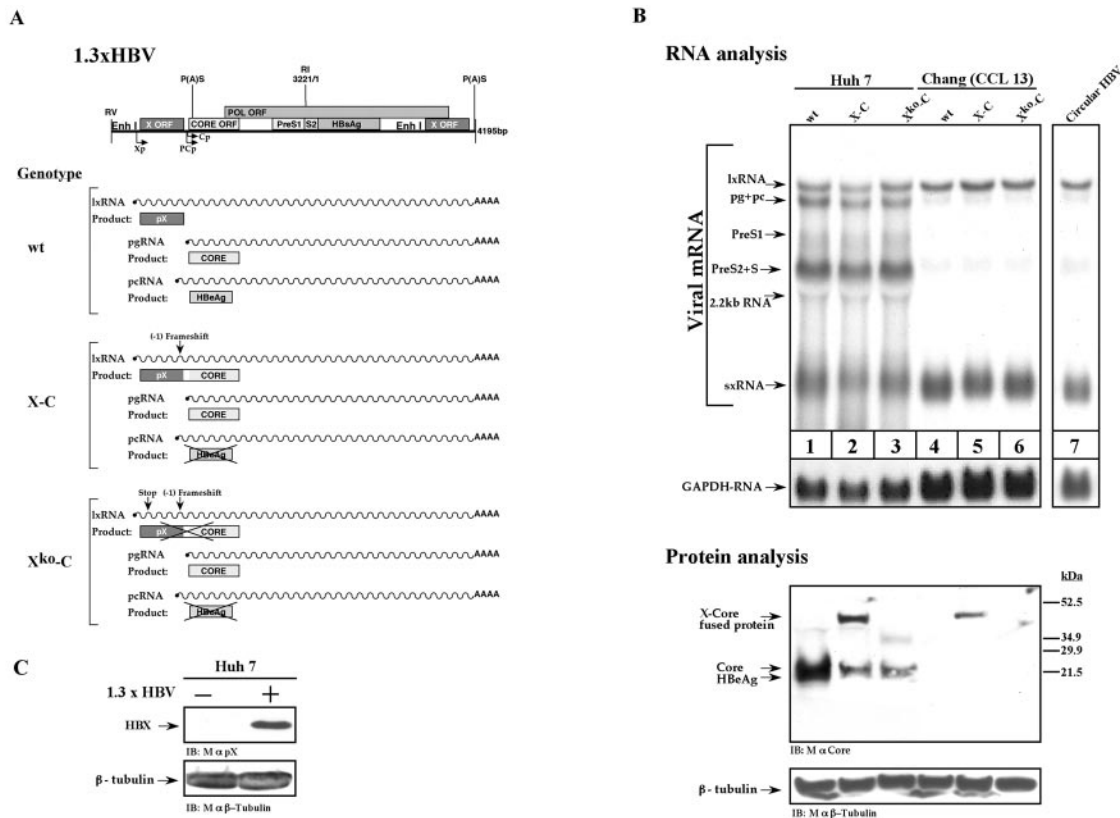 A
1.3xHBV
P(A)S
RI
3221/1
P(A)S
RV
POL ORF
Enh I
X ORF
CORE ORF
PreS1
S2
HBeAg
Enh I
X ORF
4195bp
Xp
Cp
PCp
Genotype
wt
lxRNA
AAAA
Product:
pX
pgRNA
AAAA
Product:
CORE
pcRNA
AAAA
Product:
HBeAg
X-C
(-1) Frameshift
lxRNA
AAAA
Product:
pX
CORE
pgRNA
AAAA
Product:
CORE
pcRNA
AAAA
Product:
HBeAg
Xko-C
Stop (-1) Frameshift
lxRNA
AAAA
Product:
pX
CORE
pgRNA
AAAA
Product:
CORE
pcRNA
AAAA
Product:
HBeAg
B
RNA analysis
Huh 7
Chang (CCL 13)
wt
X-C
Xko-C
wt
X-C
Xko-C
Circular HBV
Viral mRNA
lxRNA
pg+pc
PreS1
PreS2+S
2.2kb RNA
sxRNA
1 2 3 4 5 6 7
GAPDH-RNA
Protein analysis
kDa
X-Core
fused protein
52.5
34.9
29.9
Core
21.5
HBeAg
IB: M α Core
β - tubulin
IB: M α β-Tubulin
C
Huh 7
1.3 x HBV
— +
HBX
IB: M α pX
β - tubulin
IB: M α β-Tubulin